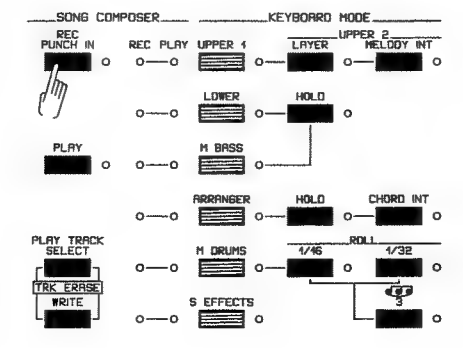 SONG COMPOSER KEYBOARD MODE
REC UPPER 2
PUNCH IN REC PLAY UPPER 1 LAYER MELODY INT
LOWER HOLD
PLAY M BASS
ARRANGER HOLD CHORD INT
PLAY TRACK ROLL
SELECT M DRUMS 1/16 1/32
TRK ERASE
WRITE S EFFECTS 3